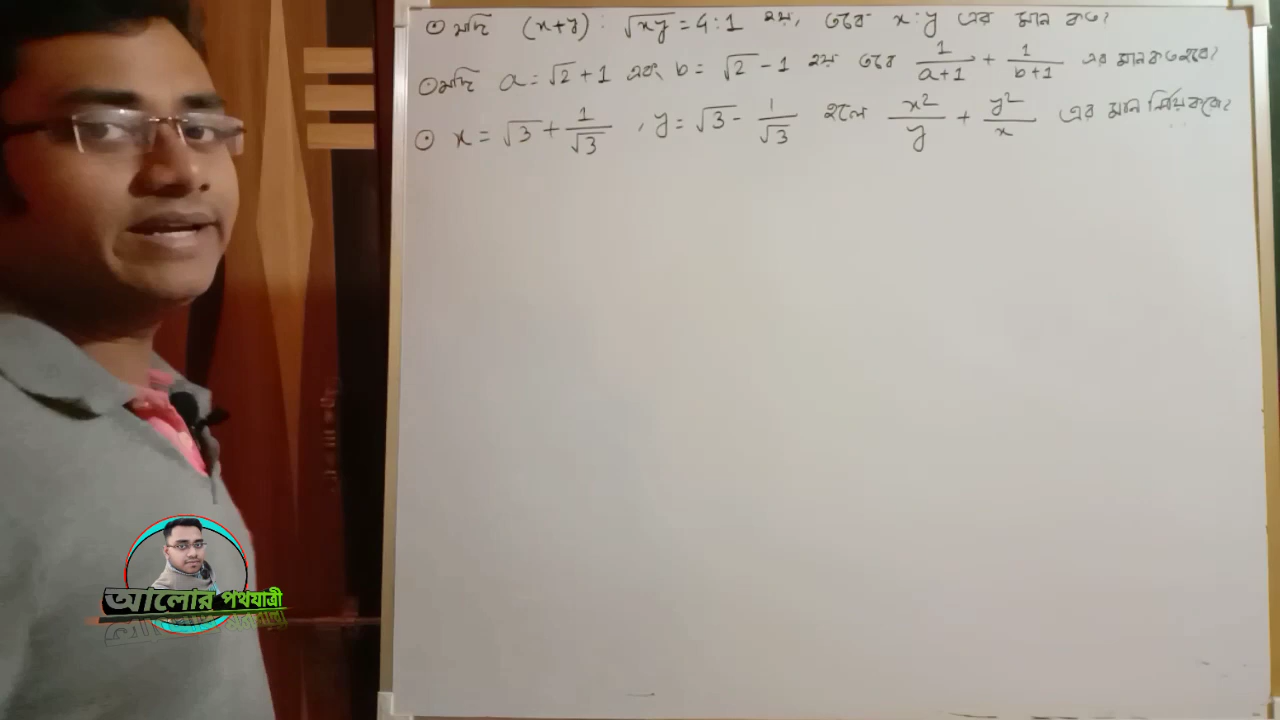 ⊙ যদি (x+y) : √xy = 4 : 1 হয়, তবে x : y এর মান কত?
⊙ যদি a = √2 + 1 এবং b = √2 - 1 হয় তবে 1/(a+1) + 1/(b+1) এর মান কত হবে?
⊙ x = √3 + 1/√3 , y = √3 - 1/√3 হলে x²/y + y²/x এর মান নির্ণয় করো?
আলোর পথযাত্রী